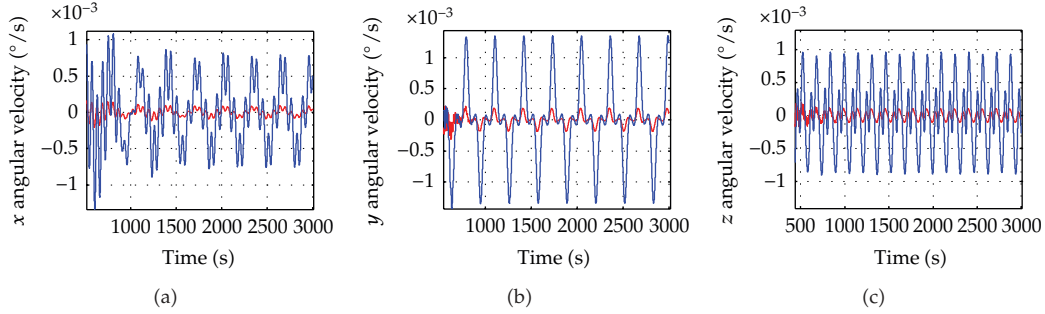 ×10⁻³
x angular velocity (°/s)
1
0.5
0
−0.5
−1
1000 1500 2000 2500 3000
Time (s)
(a)
×10⁻³
y angular velocity (°/s)
1
0.5
0
−0.5
−1
1000 1500 2000 2500 3000
Time (s)
(b)
×10⁻³
z angular velocity (°/s)
1
0.5
0
−0.5
−1
500 1000 1500 2000 2500 3000
Time (s)
(c)